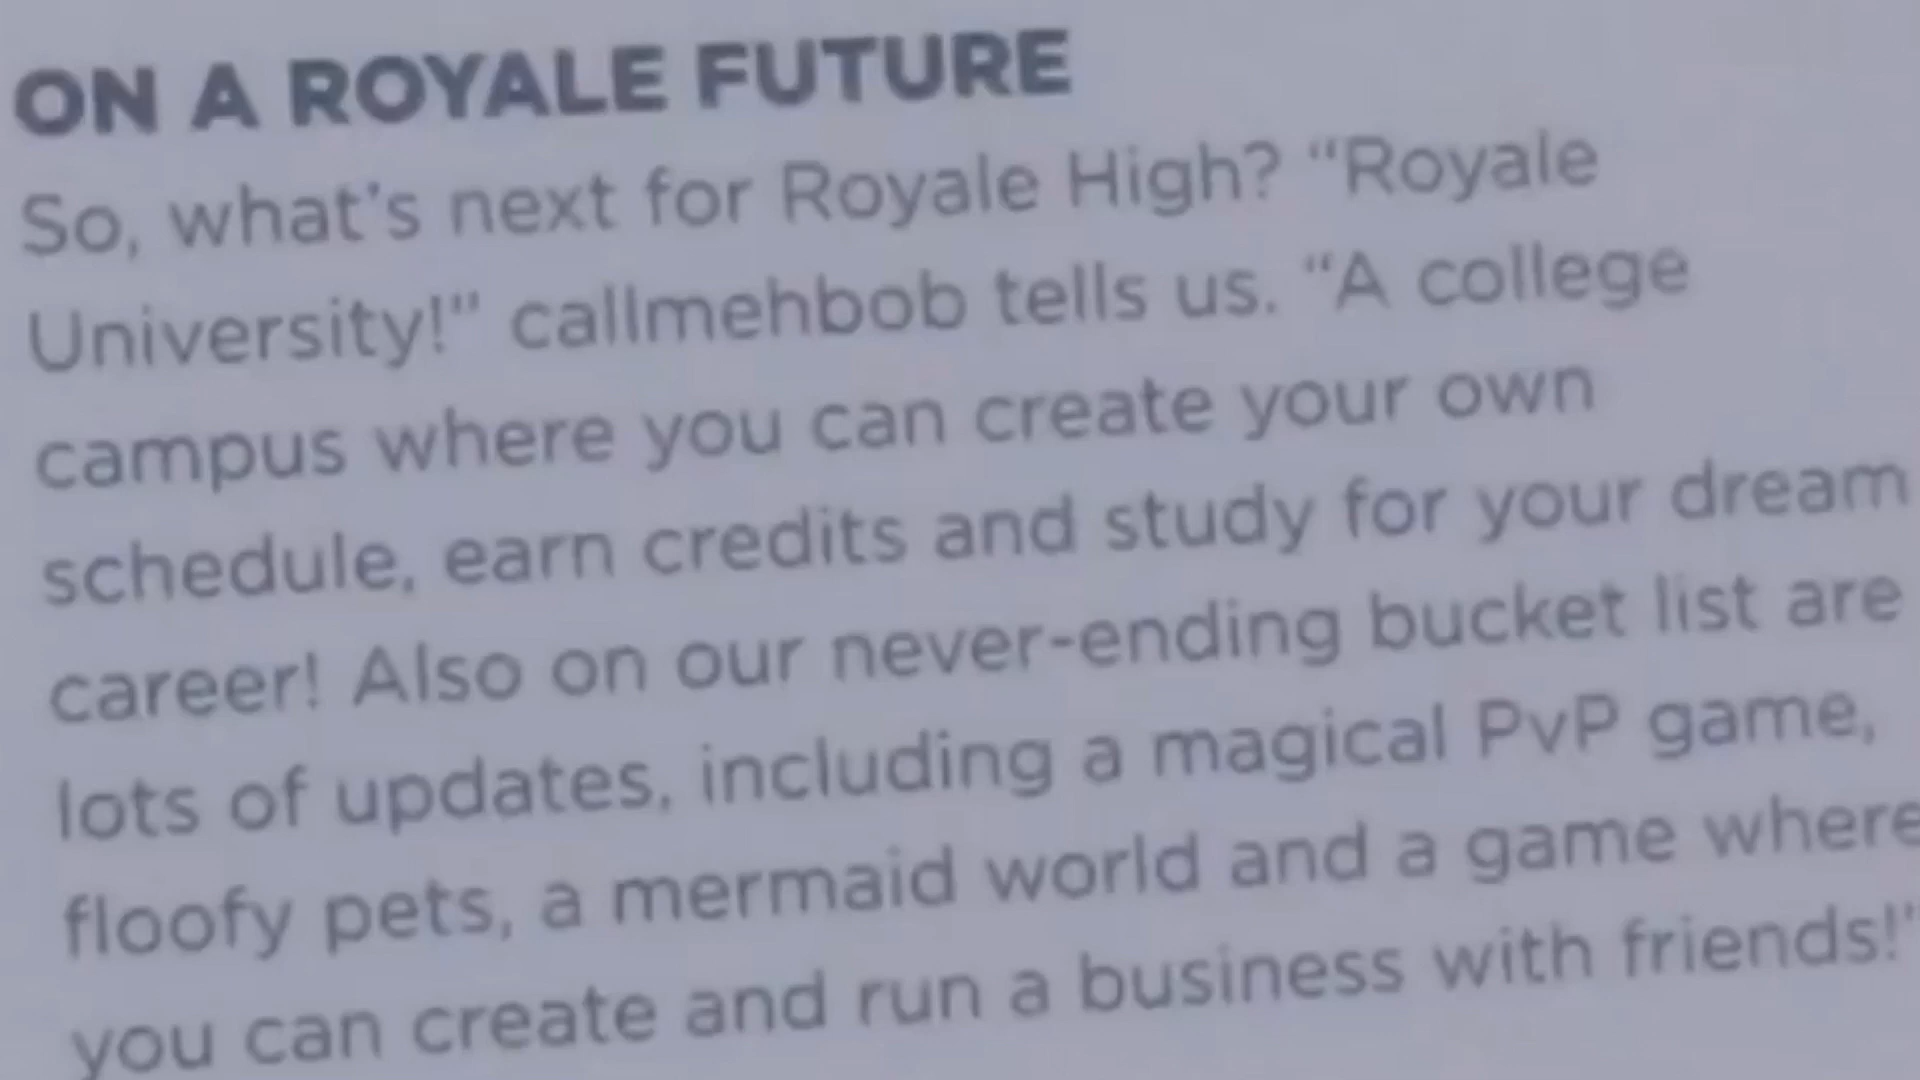 ON A ROYALE FUTURE
So, what's next for Royale High? “Royale
University!” callmehbob tells us. “A college
campus where you can create your own
schedule, earn credits and study for your dream
career! Also on our never-ending bucket list are
lots of updates, including a magical PvP game,
floofy pets, a mermaid world and a game where
you can create and run a business with friends!”